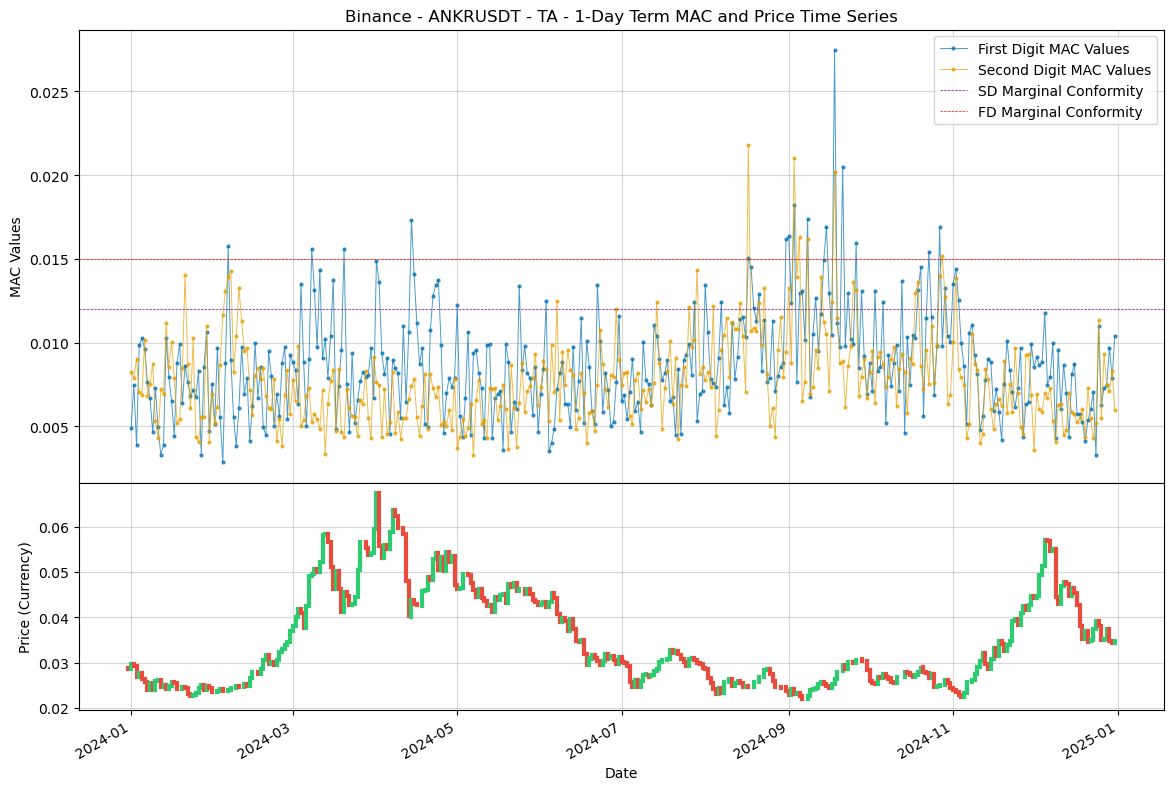 Binance - ANKRUSDT - TA - 1-Day Term MAC and Price Time Series
First Digit MAC Values
Second Digit MAC Values
SD Marginal Conformity
FD Marginal Conformity
MAC Values
0.025
0.020
0.015
0.010
0.005
Price (Currency)
0.06
0.05
0.04
0.03
0.02
2024-01
2024-03
2024-05
2024-07
2024-09
2024-11
2025-01
Date